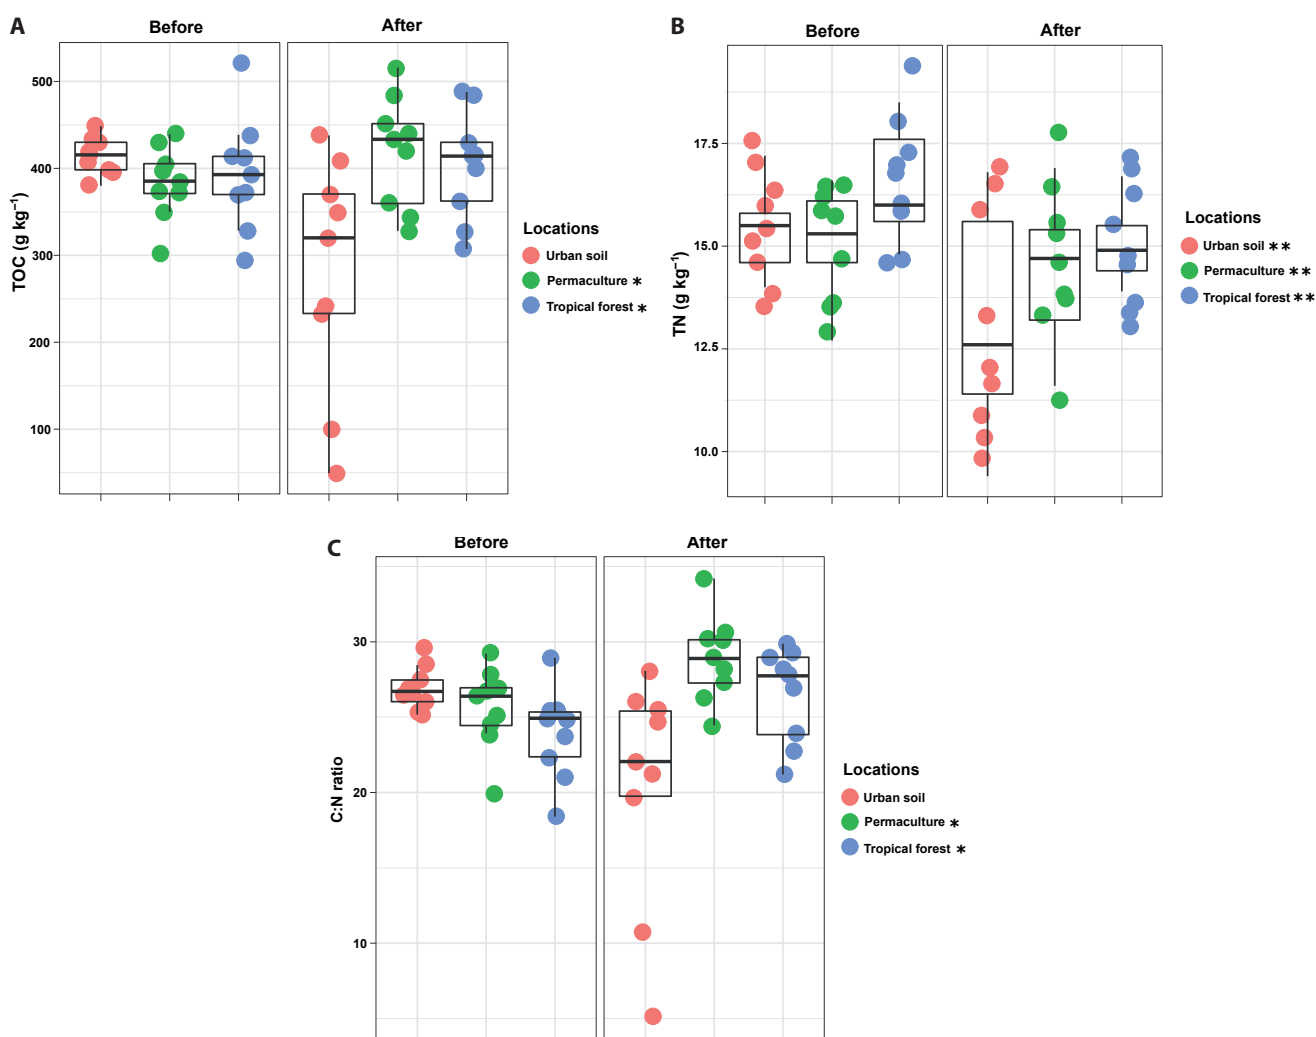 A
Before
After
TOC (g kg⁻¹)
500
400
300
200
100
Locations
Urban soil
Permaculture *
Tropical forest *
B
Before
After
TN (g kg⁻¹)
17.5
15.0
12.5
10.0
Locations
Urban soil **
Permaculture **
Tropical forest **
C
Before
After
C:N ratio
30
20
10
Locations
Urban soil
Permaculture *
Tropical forest *